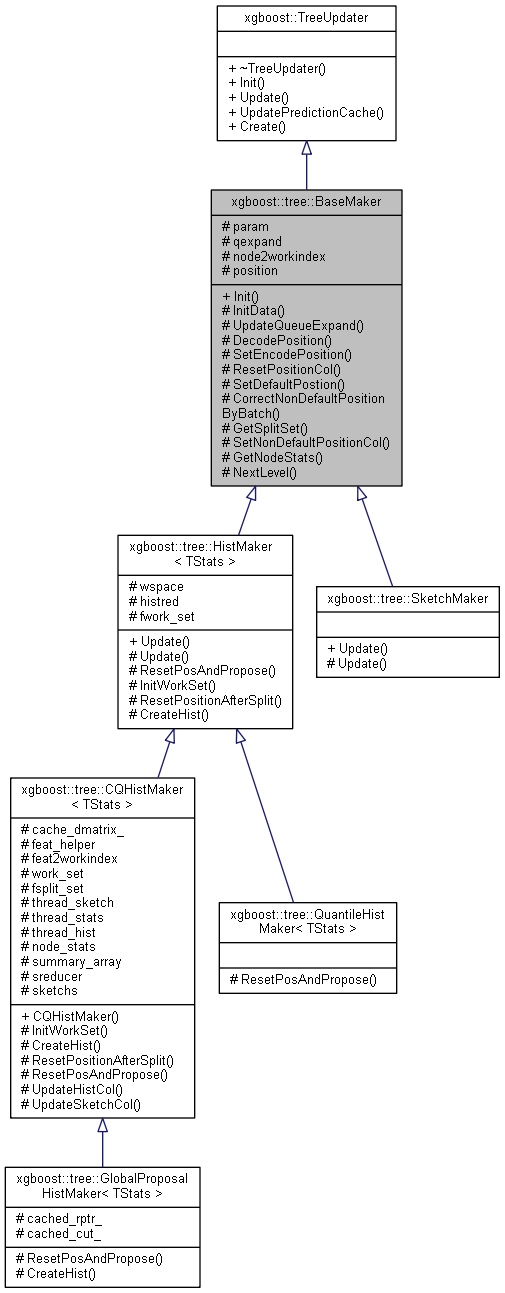 xgboost::TreeUpdater
+ ~TreeUpdater()
+ Init()
+ Update()
+ UpdatePredictionCache()
+ Create()
xgboost::tree::BaseMaker
# param
# qexpand
# node2workindex
# position
+ Init()
# InitData()
# UpdateQueueExpand()
# DecodePosition()
# SetEncodePosition()
# ResetPositionCol()
# SetDefaultPostion()
# CorrectNonDefaultPosition
ByBatch()
# GetSplitSet()
# SetNonDefaultPositionCol()
# GetNodeStats()
# NextLevel()
xgboost::tree::HistMaker
< TStats >
# wspace
# histred
# fwork_set
+ Update()
# Update()
# ResetPosAndPropose()
# InitWorkSet()
# ResetPositionAfterSplit()
# CreateHist()
xgboost::tree::SketchMaker
+ Update()
# Update()
xgboost::tree::CQHistMaker
< TStats >
# cache_dmatrix_
# feat_helper
# feat2workindex
# work_set
# fsplit_set
# thread_sketch
# thread_stats
# thread_hist
# node_stats
# summary_array
# sreducer
# sketchs
+ CQHistMaker()
# InitWorkSet()
# CreateHist()
# ResetPositionAfterSplit()
# ResetPosAndPropose()
# UpdateHistCol()
# UpdateSketchCol()
xgboost::tree::QuantileHist
Maker< TStats >
# ResetPosAndPropose()
xgboost::tree::GlobalProposal
HistMaker< TStats >
# cached_rptr_
# cached_cut_
# ResetPosAndPropose()
# CreateHist()